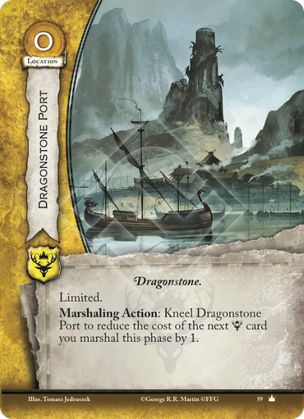 0
LOCATION
DRAGONSTONE PORT
Dragonstone.
Limited.
Marshaling Action: Kneel Dragonstone
Port to reduce the cost of the next card
you marshal this phase by 1.
Illus. Tomasz Jedruszek
©George R.R. Martin ©FFG
59